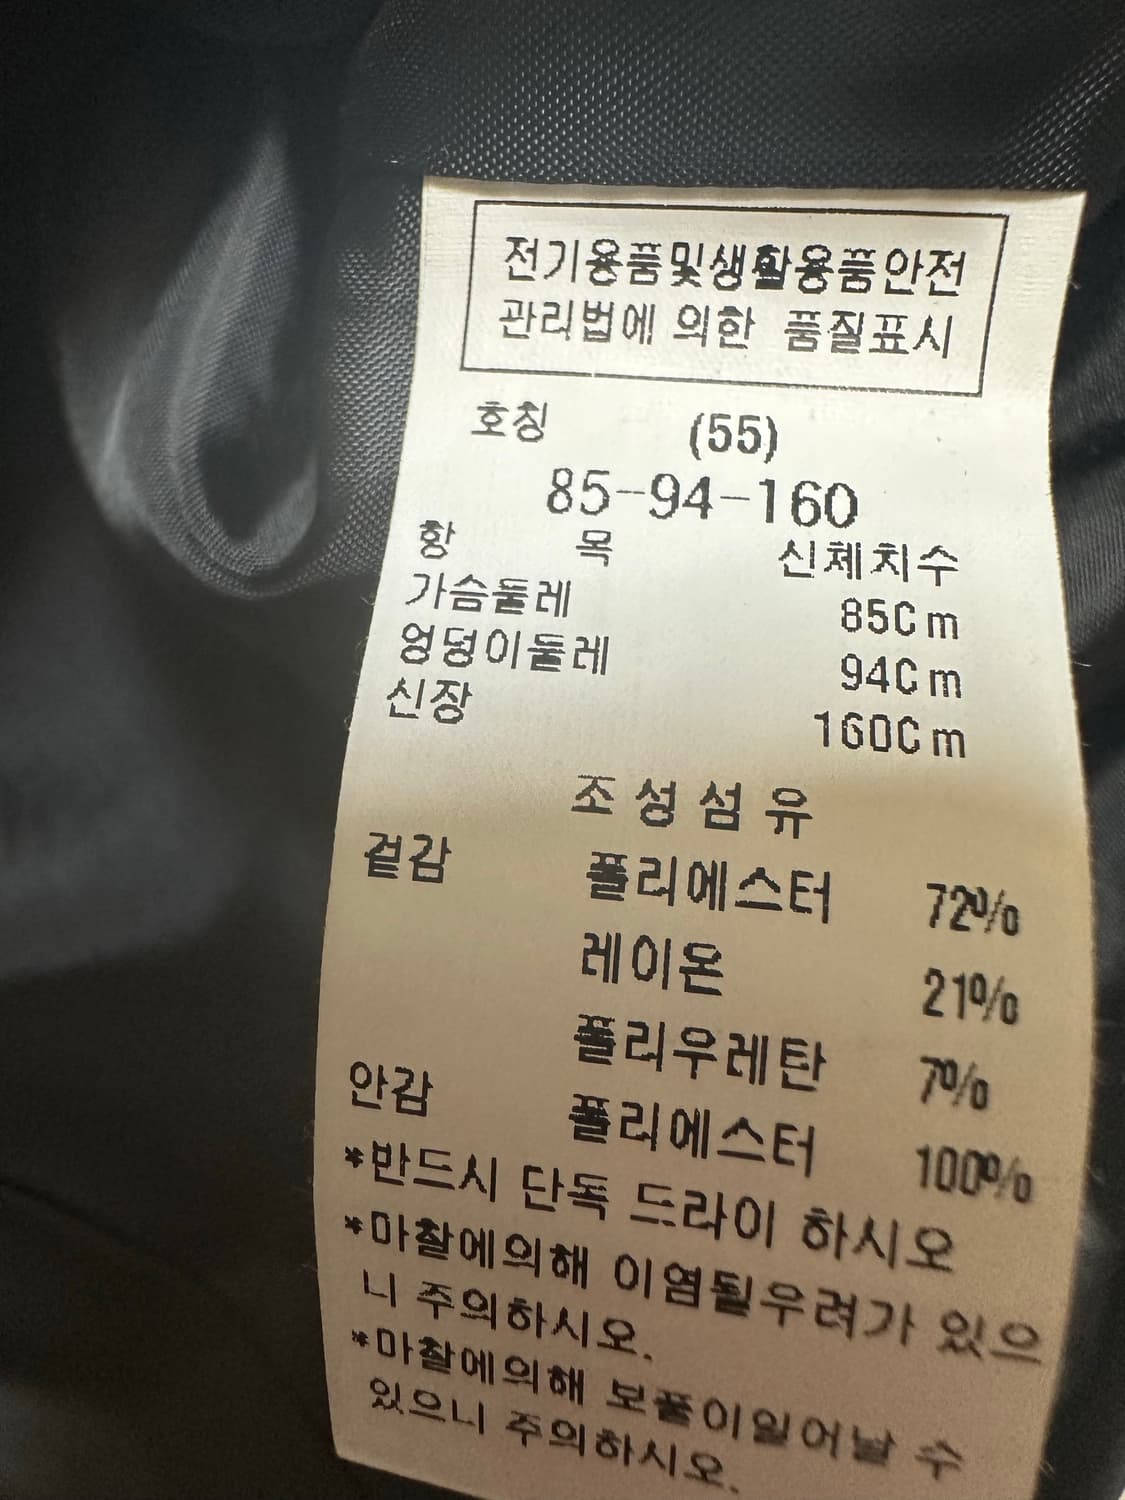 전기용품및생활용품안전
관리법에 의한 품질표시
호칭 (55)
85-94-160
항 목 신체치수
가슴둘레 85Cm
엉덩이둘레 94Cm
신장 160Cm
조성섬유
겉감 폴리에스터 72%
레이온 21%
폴리우레탄 7%
안감 폴리에스터 100%
*반드시 단독 드라이 하시오
*마찰에의해 이염될우려가 있으
니 주의하시오.
*마찰에의해 보풀이일어날 수
있으니 주의하시오.